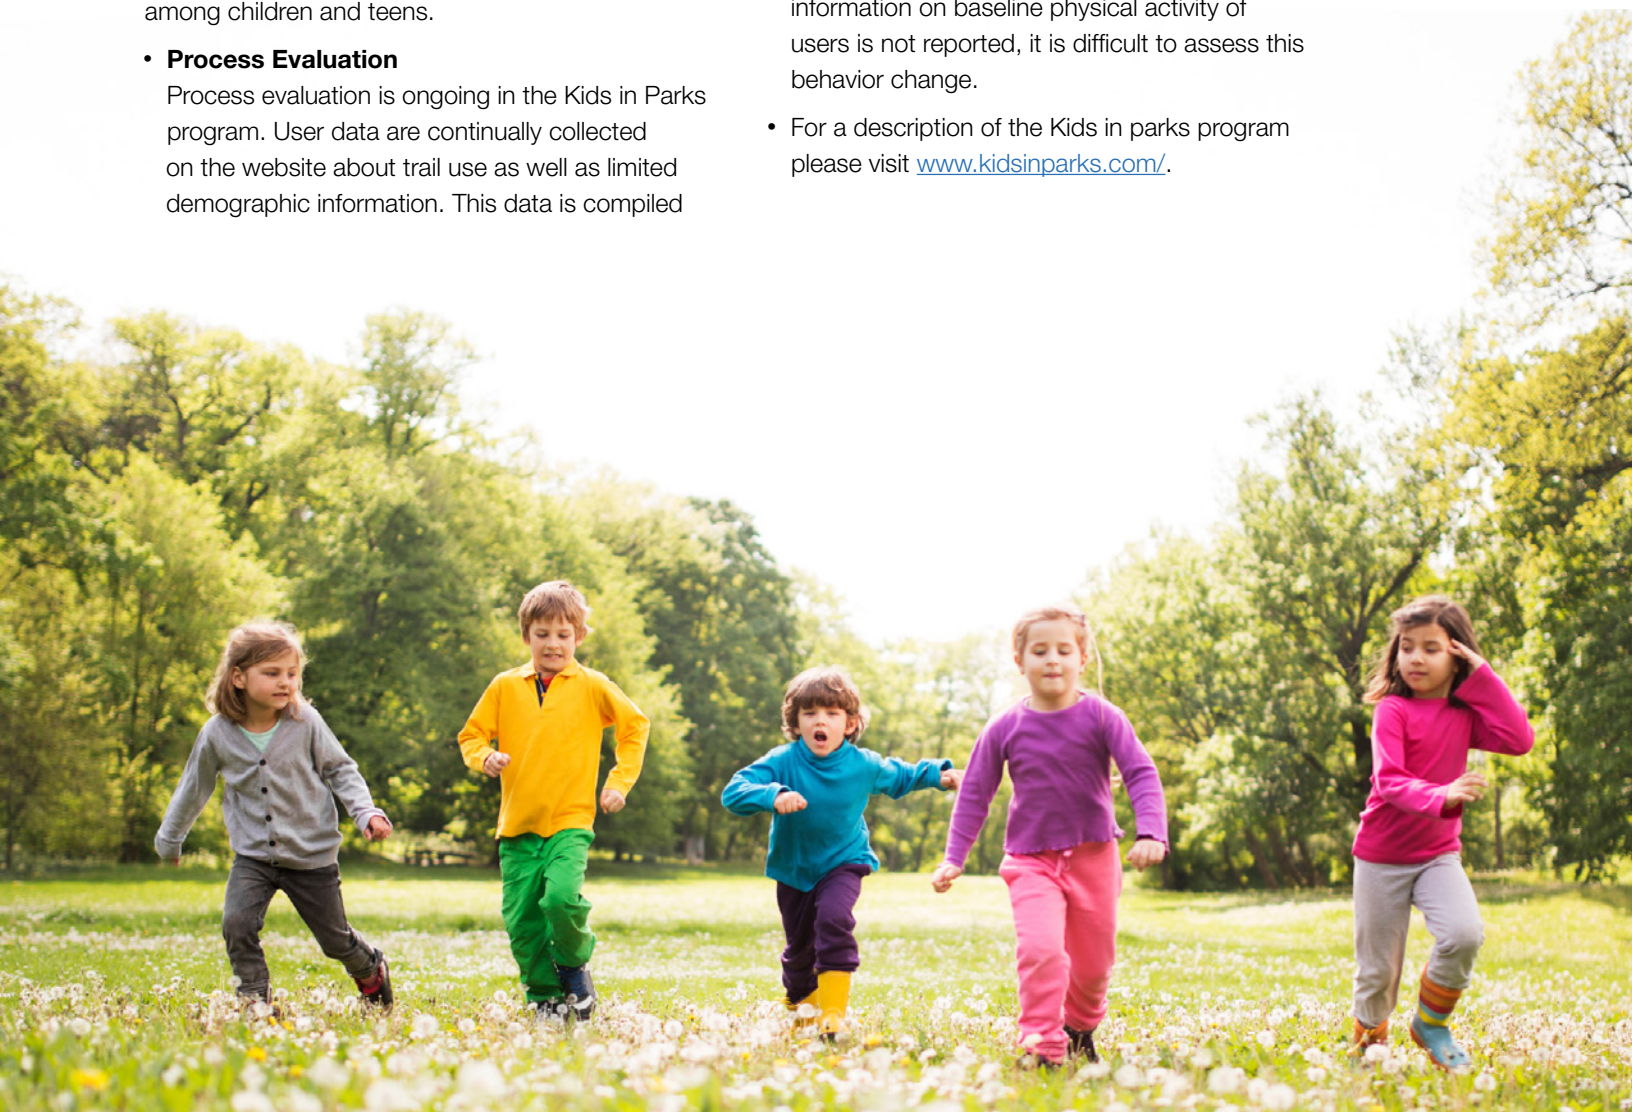 among children and teens.
• Process Evaluation
Process evaluation is ongoing in the Kids in Parks
program. User data are continually collected
on the website about trail use as well as limited
demographic information. This data is compiled
information on baseline physical activity of
users is not reported, it is difficult to assess this
behavior change.
• For a description of the Kids in parks program
please visit www.kidsinparks.com/.